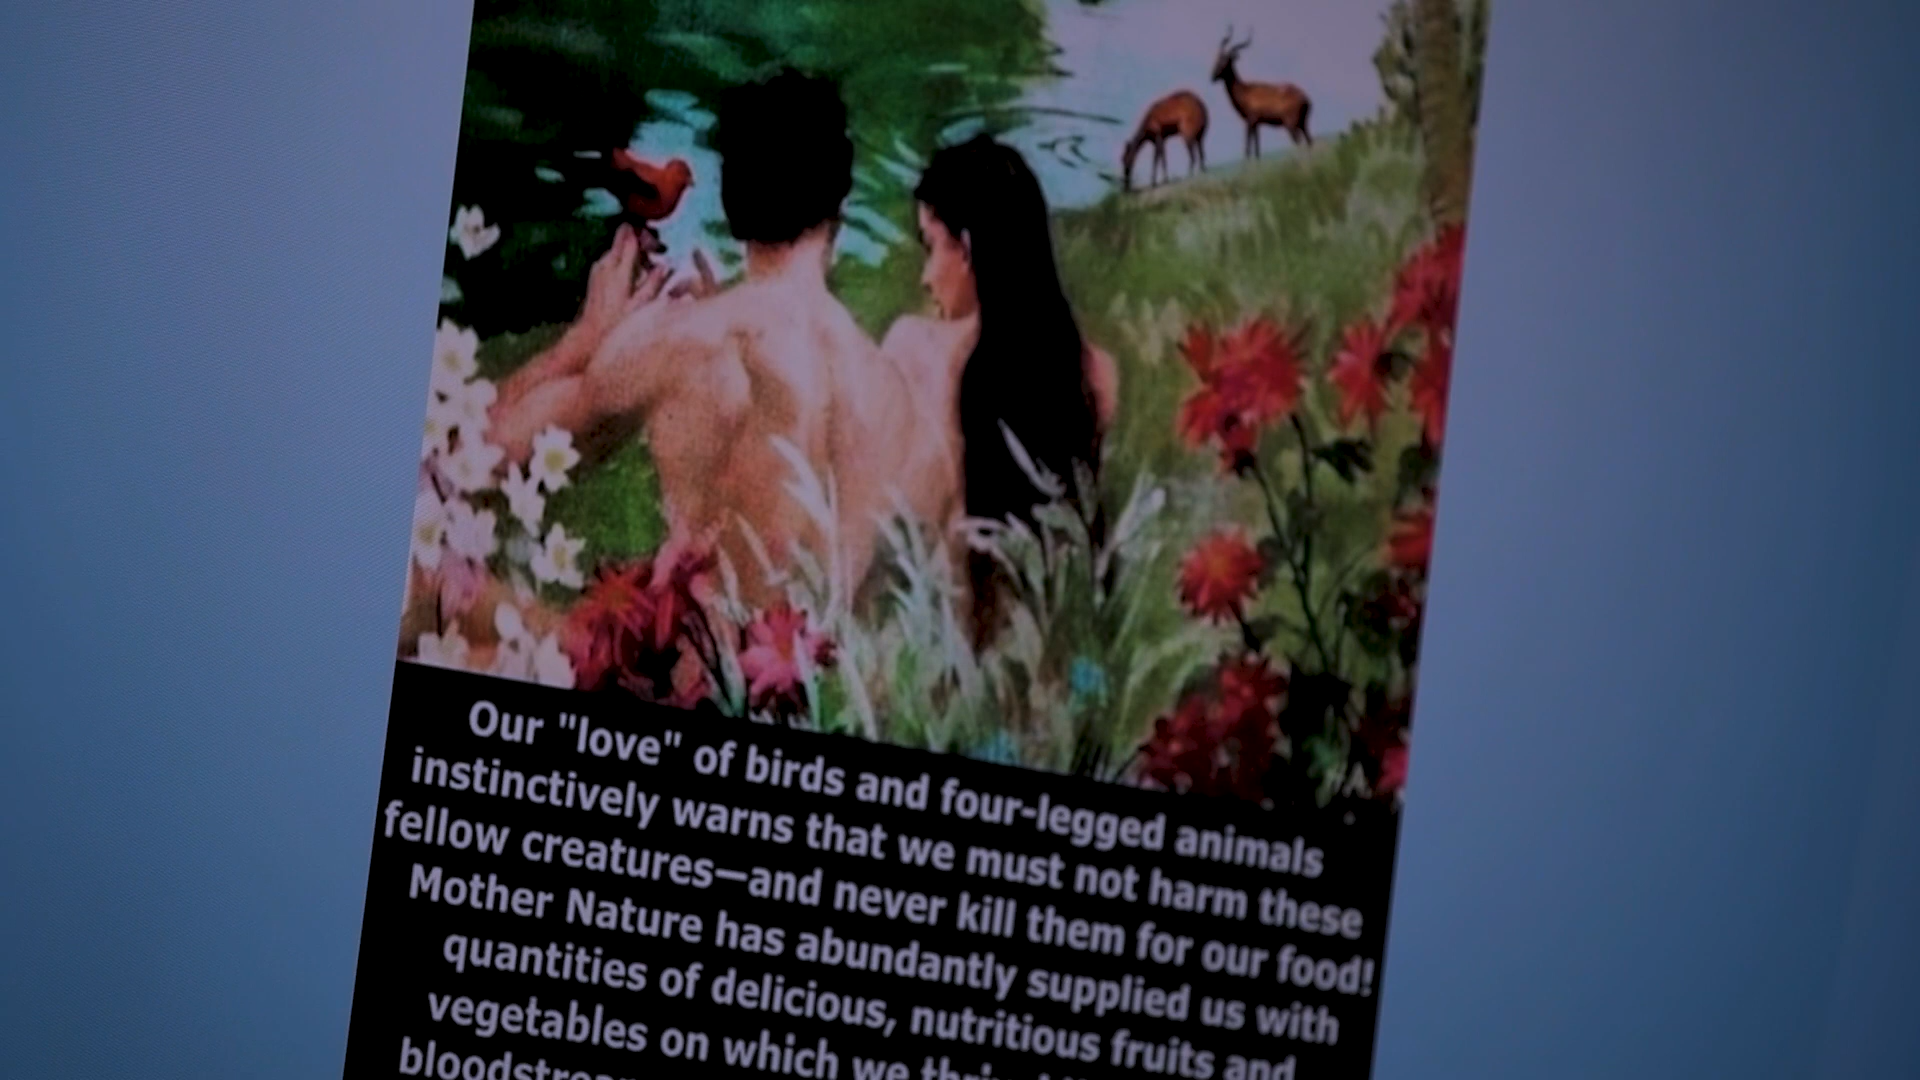 Our "love" of birds and four-legged animals
instinctively warns that we must not harm these
fellow creatures—and never kill them for our food!
Mother Nature has abundantly supplied us with
quantities of delicious, nutritious fruits and
vegetables on which we